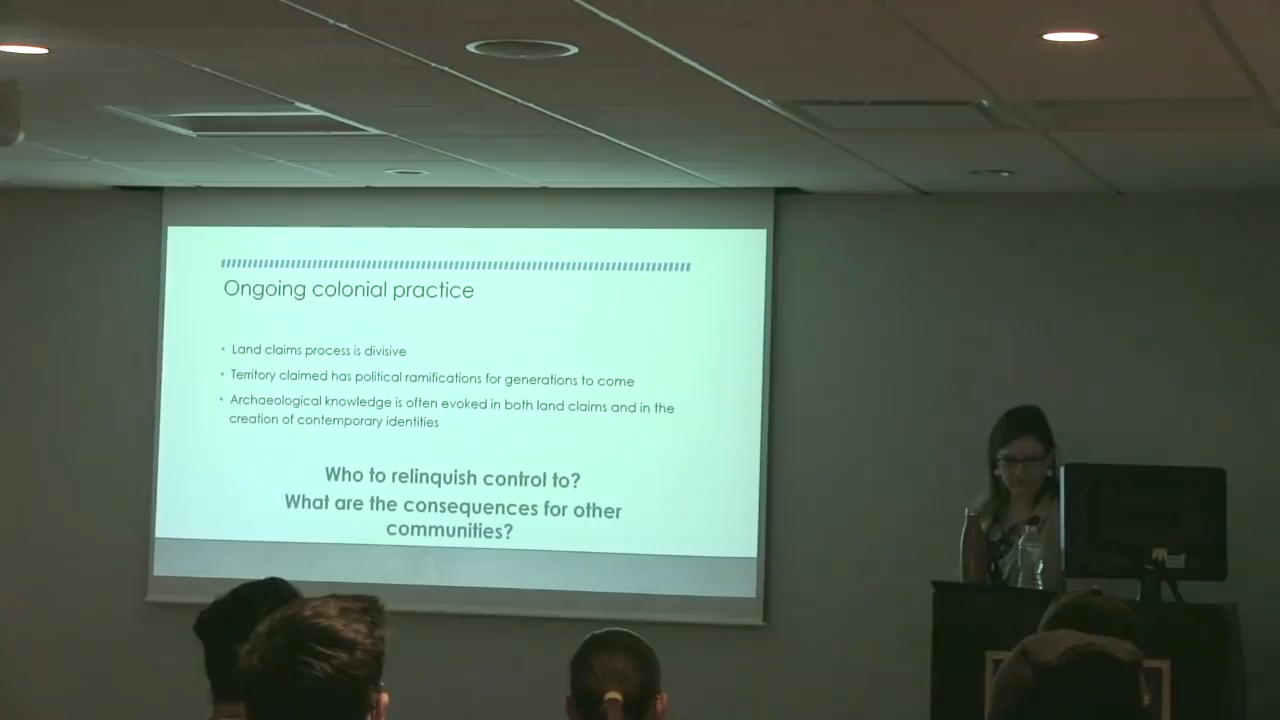 Ongoing colonial practice
• Land claims process is divisive
• Territory claimed has political ramifications for generations to come
• Archaeological knowledge is often evoked in both land claims and in the
creation of contemporary identities
Who to relinquish control to?
What are the consequences for other
communities?